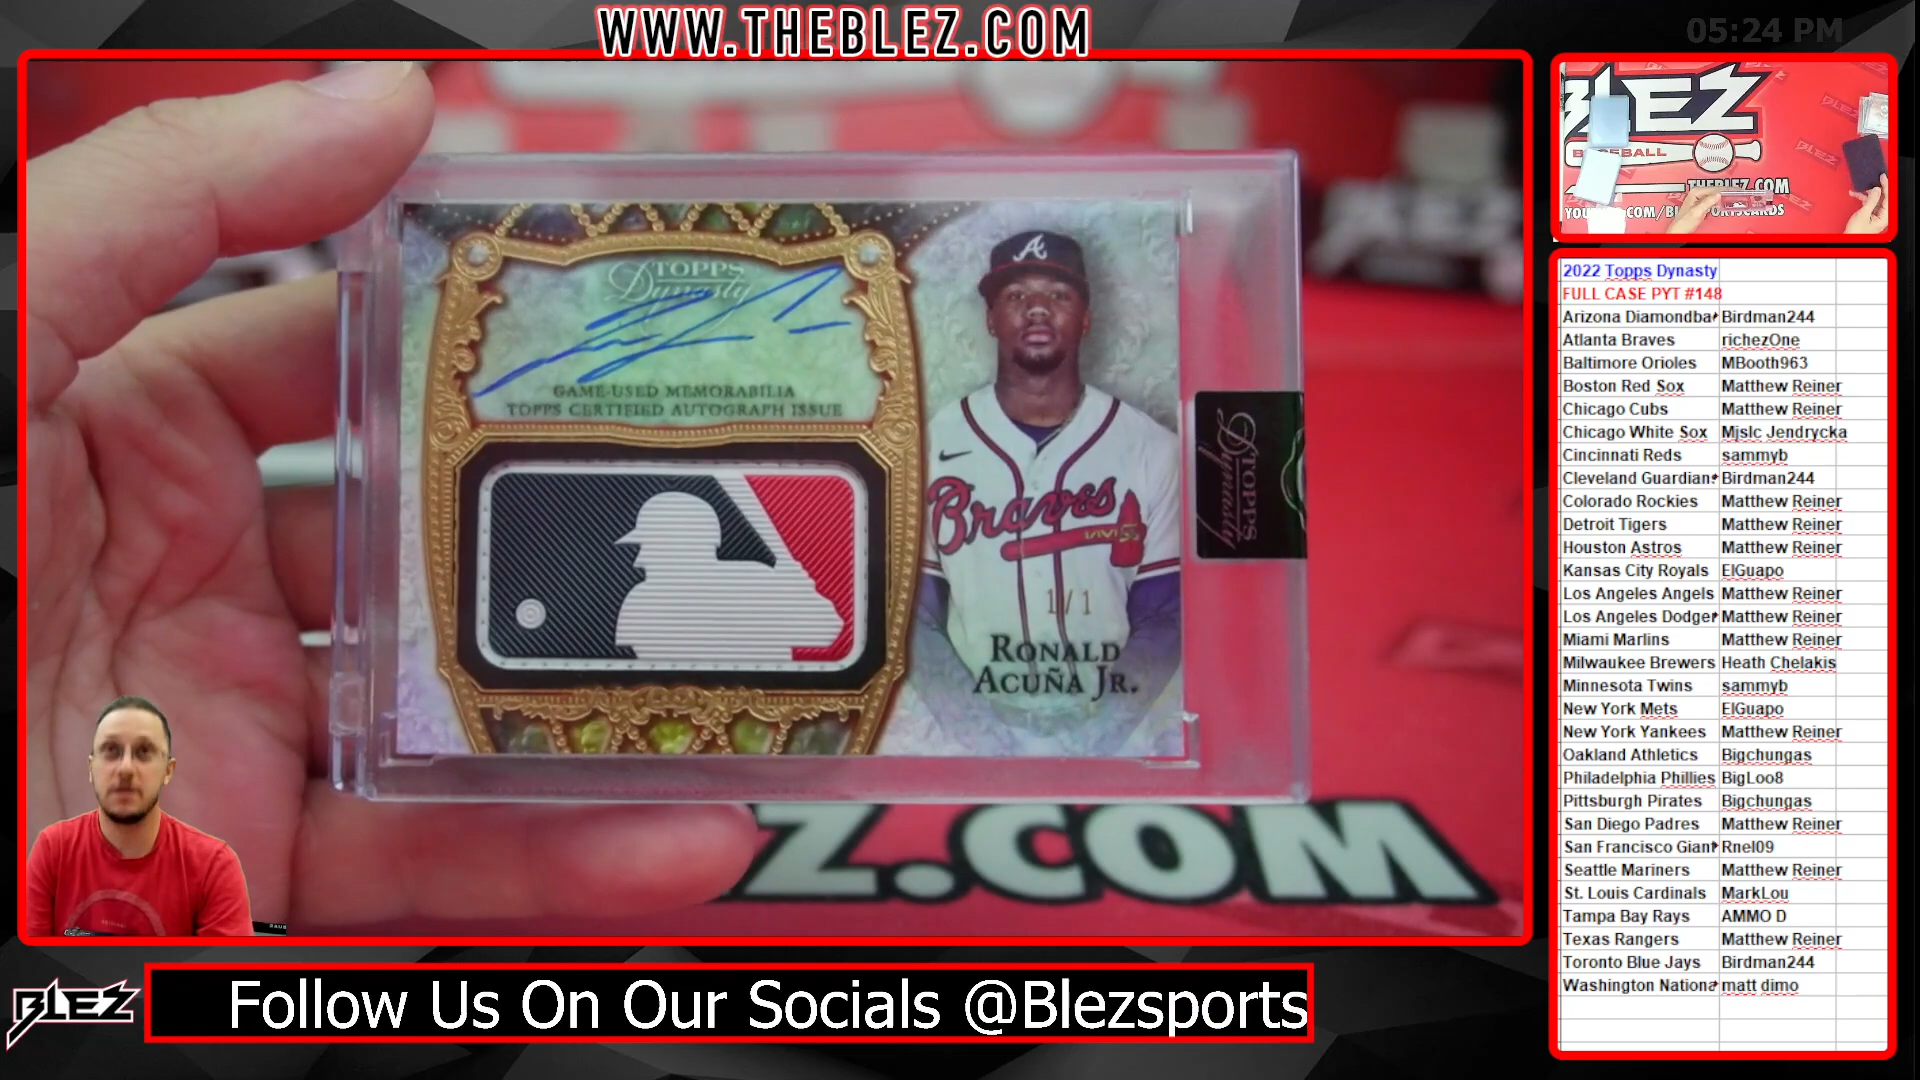 WWW.THEBLEZ.COM
05:24 PM
TOPPS
Dynasty
GAME-USED MEMORABILIA
TOPPS CERTIFIED AUTOGRAPH ISSUE
A
Braves
1/1
RONALD
ACUÑA JR.
TOPPS
Dynasty
Z.COM
BLEZ
BASEBALL
BLEZ
THEBLEZ.COM
2022 Topps Dynasty
FULL CASE PYT #148
Arizona Diamondba Birdman244
Atlanta Braves richezOne
Baltimore Orioles MBooth963
Boston Red Sox Matthew Reiner
Chicago Cubs Matthew Reiner
Chicago White Sox Mjslc Jendrycka
Cincinnati Reds sammyb
Cleveland Guardian Birdman244
Colorado Rockies Matthew Reiner
Detroit Tigers Matthew Reiner
Houston Astros Matthew Reiner
Kansas City Royals ElGuapo
Los Angeles Angels Matthew Reiner
Los Angeles Dodger Matthew Reiner
Miami Marlins Matthew Reiner
Milwaukee Brewers Heath Chelakis
Minnesota Twins sammyb
New York Mets ElGuapo
New York Yankees Matthew Reiner
Oakland Athletics Bigchungas
Philadelphia Phillies BigLoo8
Pittsburgh Pirates Bigchungas
San Diego Padres Matthew Reiner
San Francisco Giant Rnel09
Seattle Mariners Matthew Reiner
St. Louis Cardinals MarkLou
Tampa Bay Rays AMMO D
Texas Rangers Matthew Reiner
Toronto Blue Jays Birdman244
Washington Nationa matt dimo
BLEZ
Follow Us On Our Socials @Blezsports